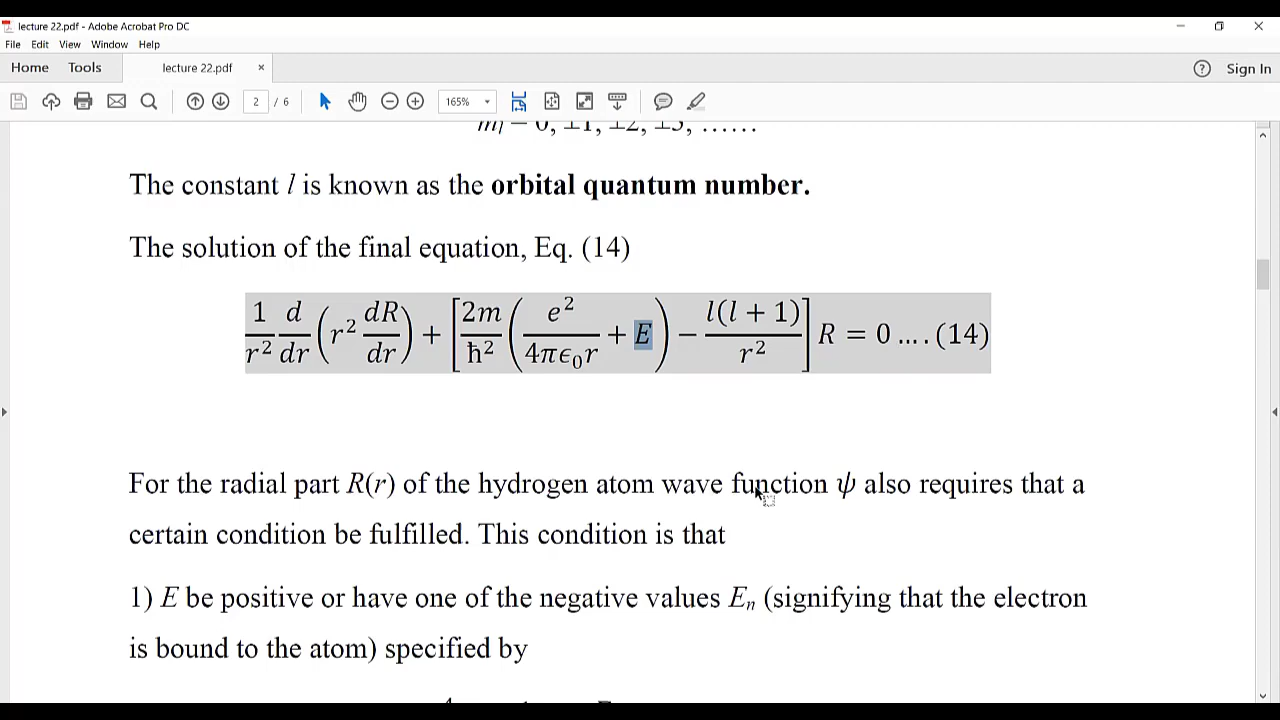 lecture 22.pdf - Adobe Acrobat Pro DC
File Edit View Window Help
Home Tools lecture 22.pdf × Sign In
2 / 6 165%
m_l = 0, ±1, ±2, ±3, ……
The constant l is known as the orbital quantum number.
The solution of the final equation, Eq. (14)
1/r² d/dr (r² dR/dr) + [2m/ħ² (e²/4πϵ₀r + E) − l(l + 1)/r²] R = 0 … . (14)
For the radial part R(r) of the hydrogen atom wave function ψ also requires that a
certain condition be fulfilled. This condition is that
1) E be positive or have one of the negative values Eₙ (signifying that the electron
is bound to the atom) specified by